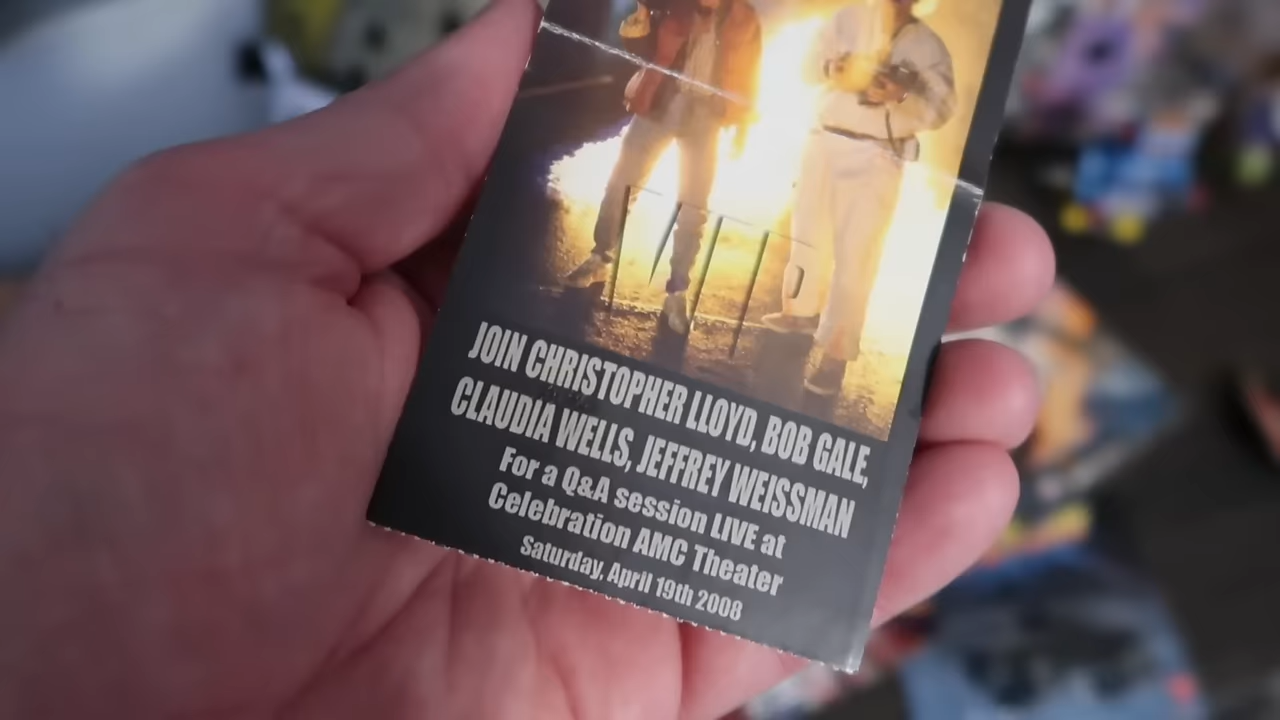 JOIN CHRISTOPHER LLOYD, BOB GALE,
CLAUDIA WELLS, JEFFREY WEISSMAN
For a Q&A session LIVE at
Celebration AMC Theater
Saturday, April 19th 2008